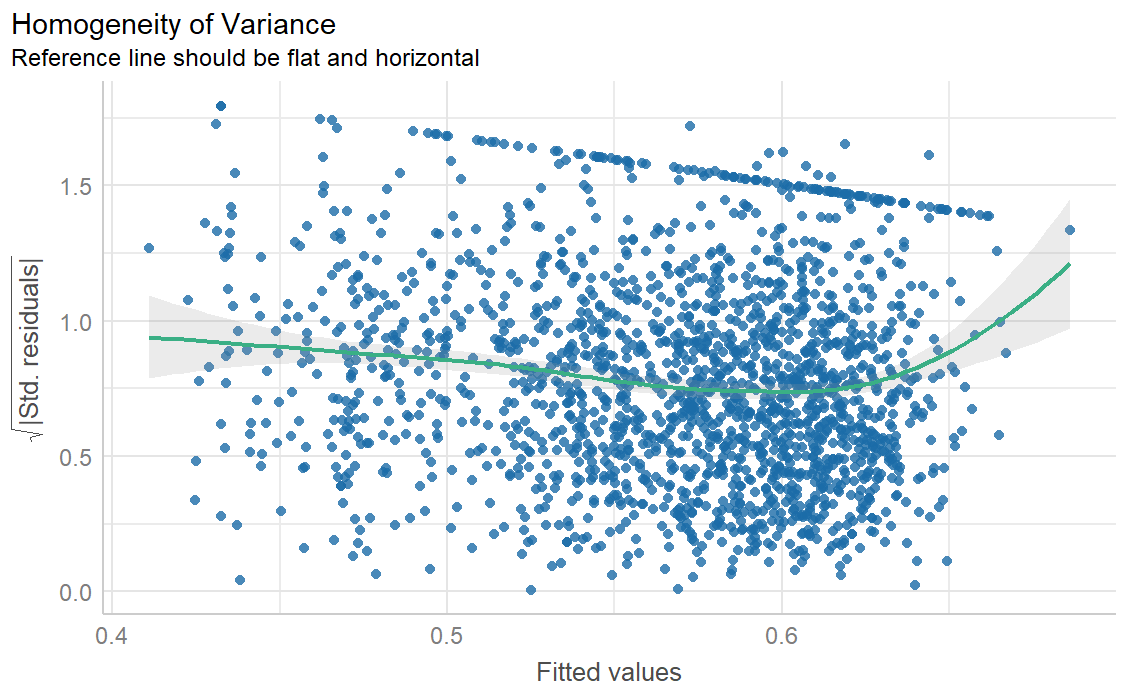 Homogeneity of Variance
Reference line should be flat and horizontal
1.5
1.0
0.5
0.0
√|Std. residuals|
0.4 0.5 0.6
Fitted values